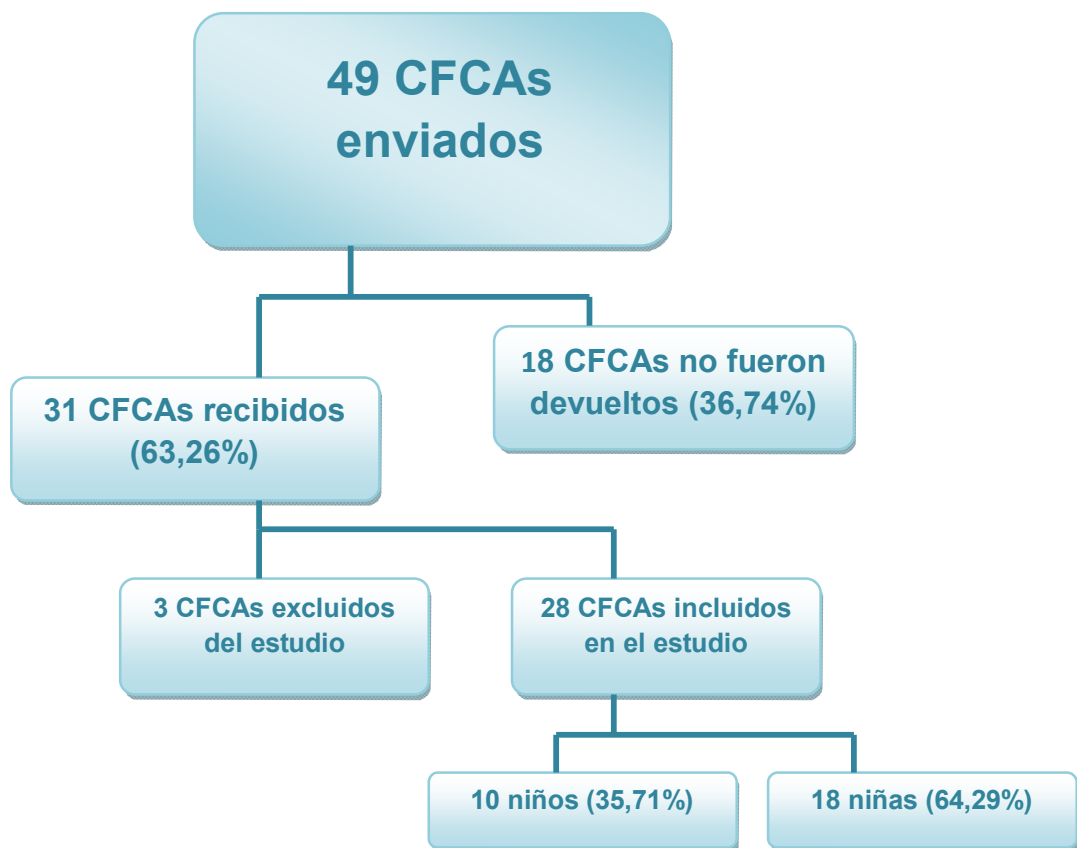 49 CFCAs
enviados
18 CFCAs no fueron
devueltos (36,74%)
31 CFCAs recibidos
(63,26%)
3 CFCAs excluidos
del estudio
28 CFCAs incluidos
en el estudio
10 niños (35,71%)
18 niñas (64,29%)